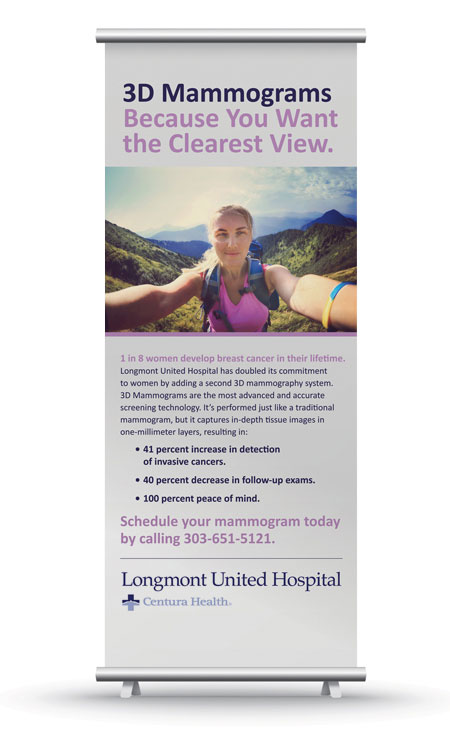 3D Mammograms
Because You Want
the Clearest View.
1 in 8 women develop breast cancer in their lifetime.
Longmont United Hospital has doubled its commitment
to women by adding a second 3D mammography system.
3D Mammograms are the most advanced and accurate
screening technology. It's performed just like a traditional
mammogram, but it captures in-depth tissue images in
one-millimeter layers, resulting in:
• 41 percent increase in detection
of invasive cancers.
• 40 percent decrease in follow-up exams.
• 100 percent peace of mind.
Schedule your mammogram today
by calling 303-651-5121.
Longmont United Hospital
Centura Health®